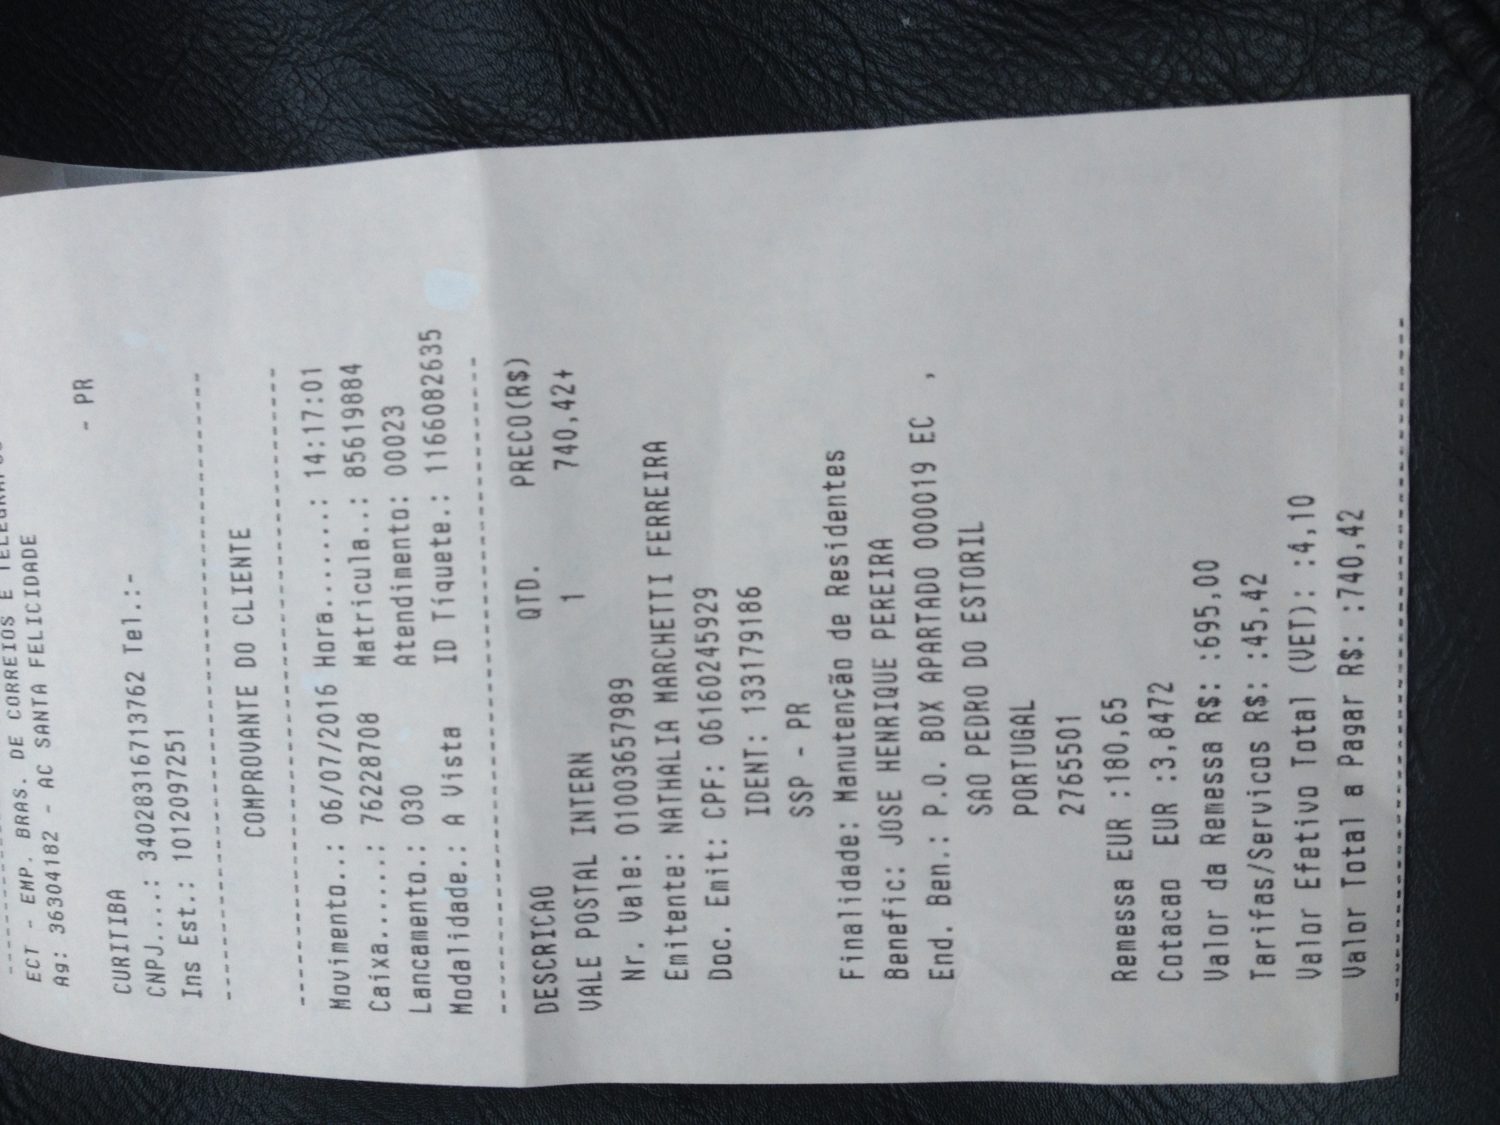 ECT - EMP. BRAS. DE CORREIOS E
Ag: 36304182 - AC SANTA FELICIDADE
CURITIBA - PR
CNPJ....: 34028316713762 Tel.:-
Ins Est.: 1012097251
COMPROVANTE DO CLIENTE
Movimento..: 06/07/2016 Hora.......: 14:17:01
Caixa......: 76228708 Matricula..: 85619884
Lancamento.: 030 Atendimento: 00023
Modalidade.: A Vista ID Tiquete.: 1166082635
DESCRICAO QTD. PRECO(R$)
VALE POSTAL INTERN 1 740,42+
Nr. Vale: 0100365798​9
Emitente: NATHALIA MARCHETTI FERREIRA
Doc. Emit: CPF: 06160245929
IDENT: 133179186
SSP - PR
Finalidade: Manutenção de Residentes
Benefic: JOSE HENRIQUE PEREIRA
End. Ben.: P.O. BOX APARTADO 000019 EC ,
SAO PEDRO DO ESTORIL
PORTUGAL
2765501
Remessa EUR :180,65
Cotacao EUR :3,8472
Valor da Remessa R$: :695,00
Tarifas/Servicos R$: :45,42
Valor Efetivo Total (VET): :4,10
Valor Total a Pagar R$: :740,42